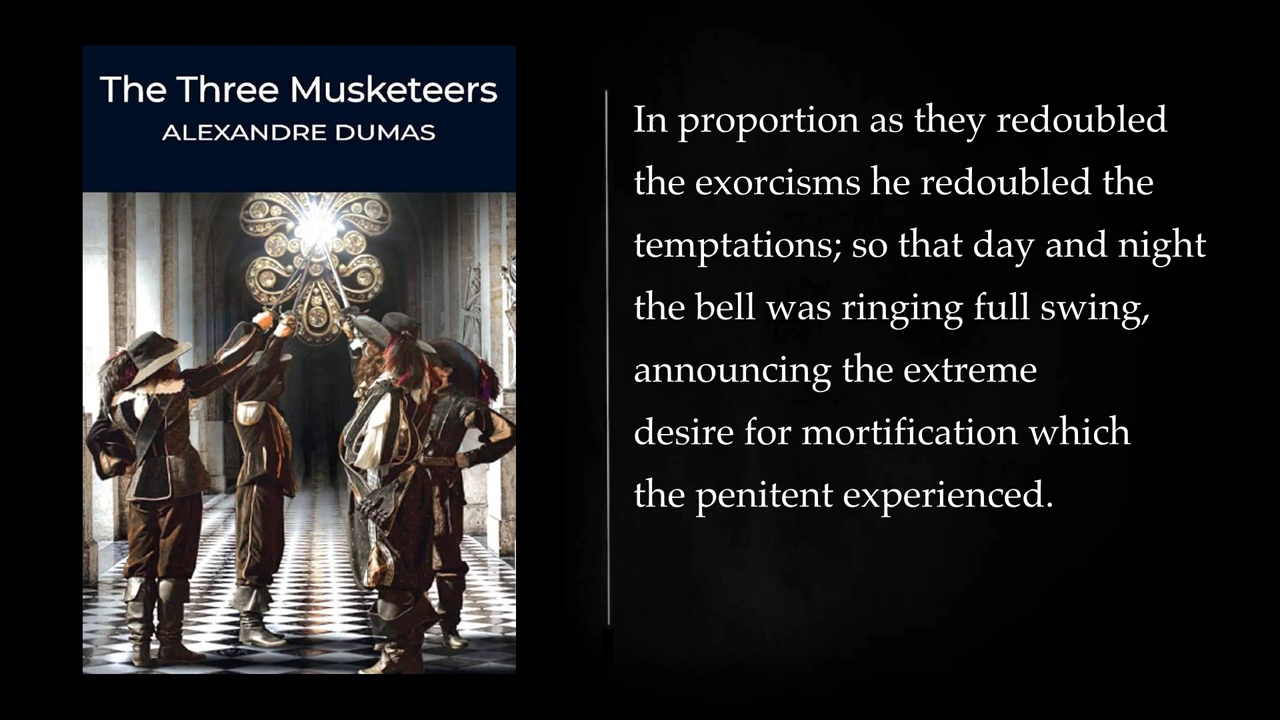 The Three Musketeers
ALEXANDRE DUMAS
In proportion as they redoubled
the exorcisms he redoubled the
temptations; so that day and night
the bell was ringing full swing,
announcing the extreme
desire for mortification which
the penitent experienced.